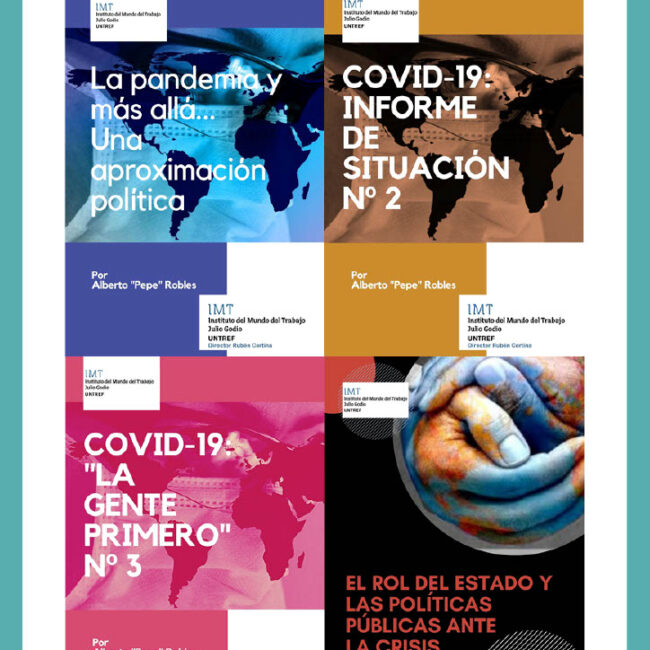 IMT
Instituto del Mundo del Trabajo
Julio Godio
UNTREF
La pandemia y
más allá...
Una
aproximación
política
Por
Alberto "Pepe" Robles
IMT
Instituto del Mundo del Trabajo
Julio Godio
UNTREF
Director Rubén Cortina
Instituto del Mundo del Trabajo
Julio Godio
UNTREF
COVID-19:
INFORME
DE
SITUACIÓN
Nº 2
Por
Alberto "Pepe" Robles
IMT
Instituto del Mundo del Trabajo
Julio Godio
UNTREF
Director Rubén Cortina
IMT
Instituto del Mundo del Trabajo
Julio Godio
UNTREF
COVID-19:
"LA
GENTE
PRIMERO"
Nº 3
Por
Alberto "Pepe" Robles
IMT
Instituto del Mundo del Trabajo
Julio Godio
UNTREF
EL ROL DEL ESTADO Y
LAS POLÍTICAS
PÚBLICAS ANTE
LA CRISIS